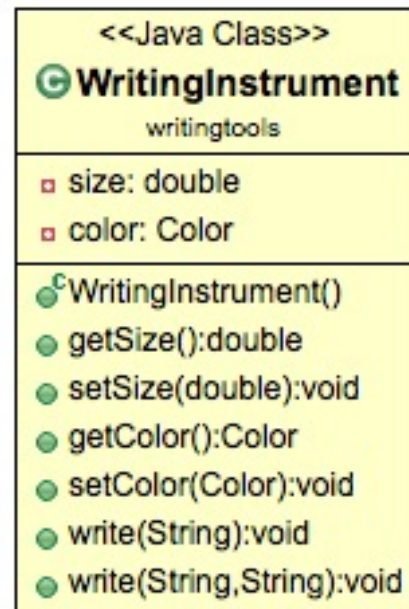 <<Java Class>>
C WritingInstrument
writingtools
size: double
color: Color
C WritingInstrument()
getSize():double
setSize(double):void
getColor():Color
setColor(Color):void
write(String):void
write(String,String):void